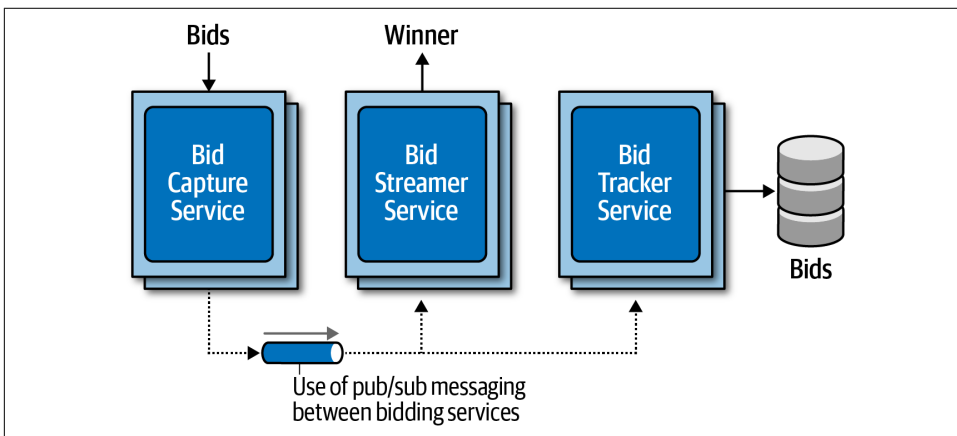 Bids
Winner
Bid
Capture
Service
Bid
Streamer
Service
Bid
Tracker
Service
Bids
Use of pub/sub messaging
between bidding services